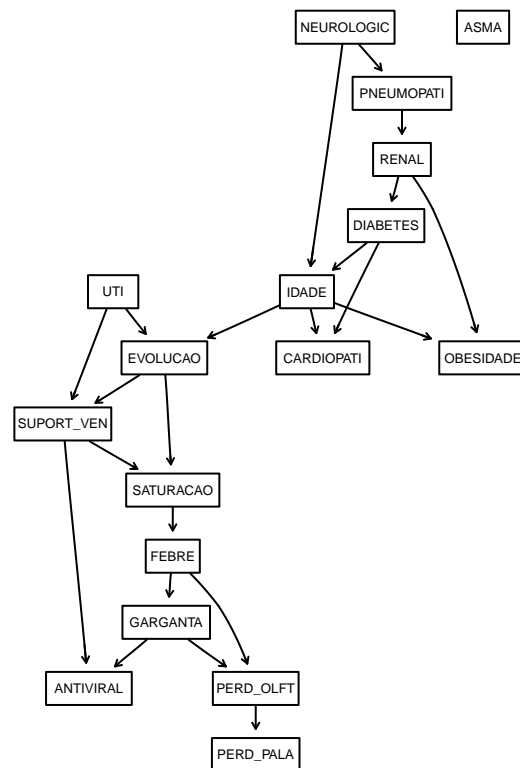 NEUROLOGIC
ASMA
PNEUMOPATI
RENAL
DIABETES
UTI
IDADE
EVOLUCAO
CARDIOPATI
OBESIDADE
SUPORT_VEN
SATURACAO
FEBRE
GARGANTA
ANTIVIRAL
PERD_OLFT
PERD_PALA